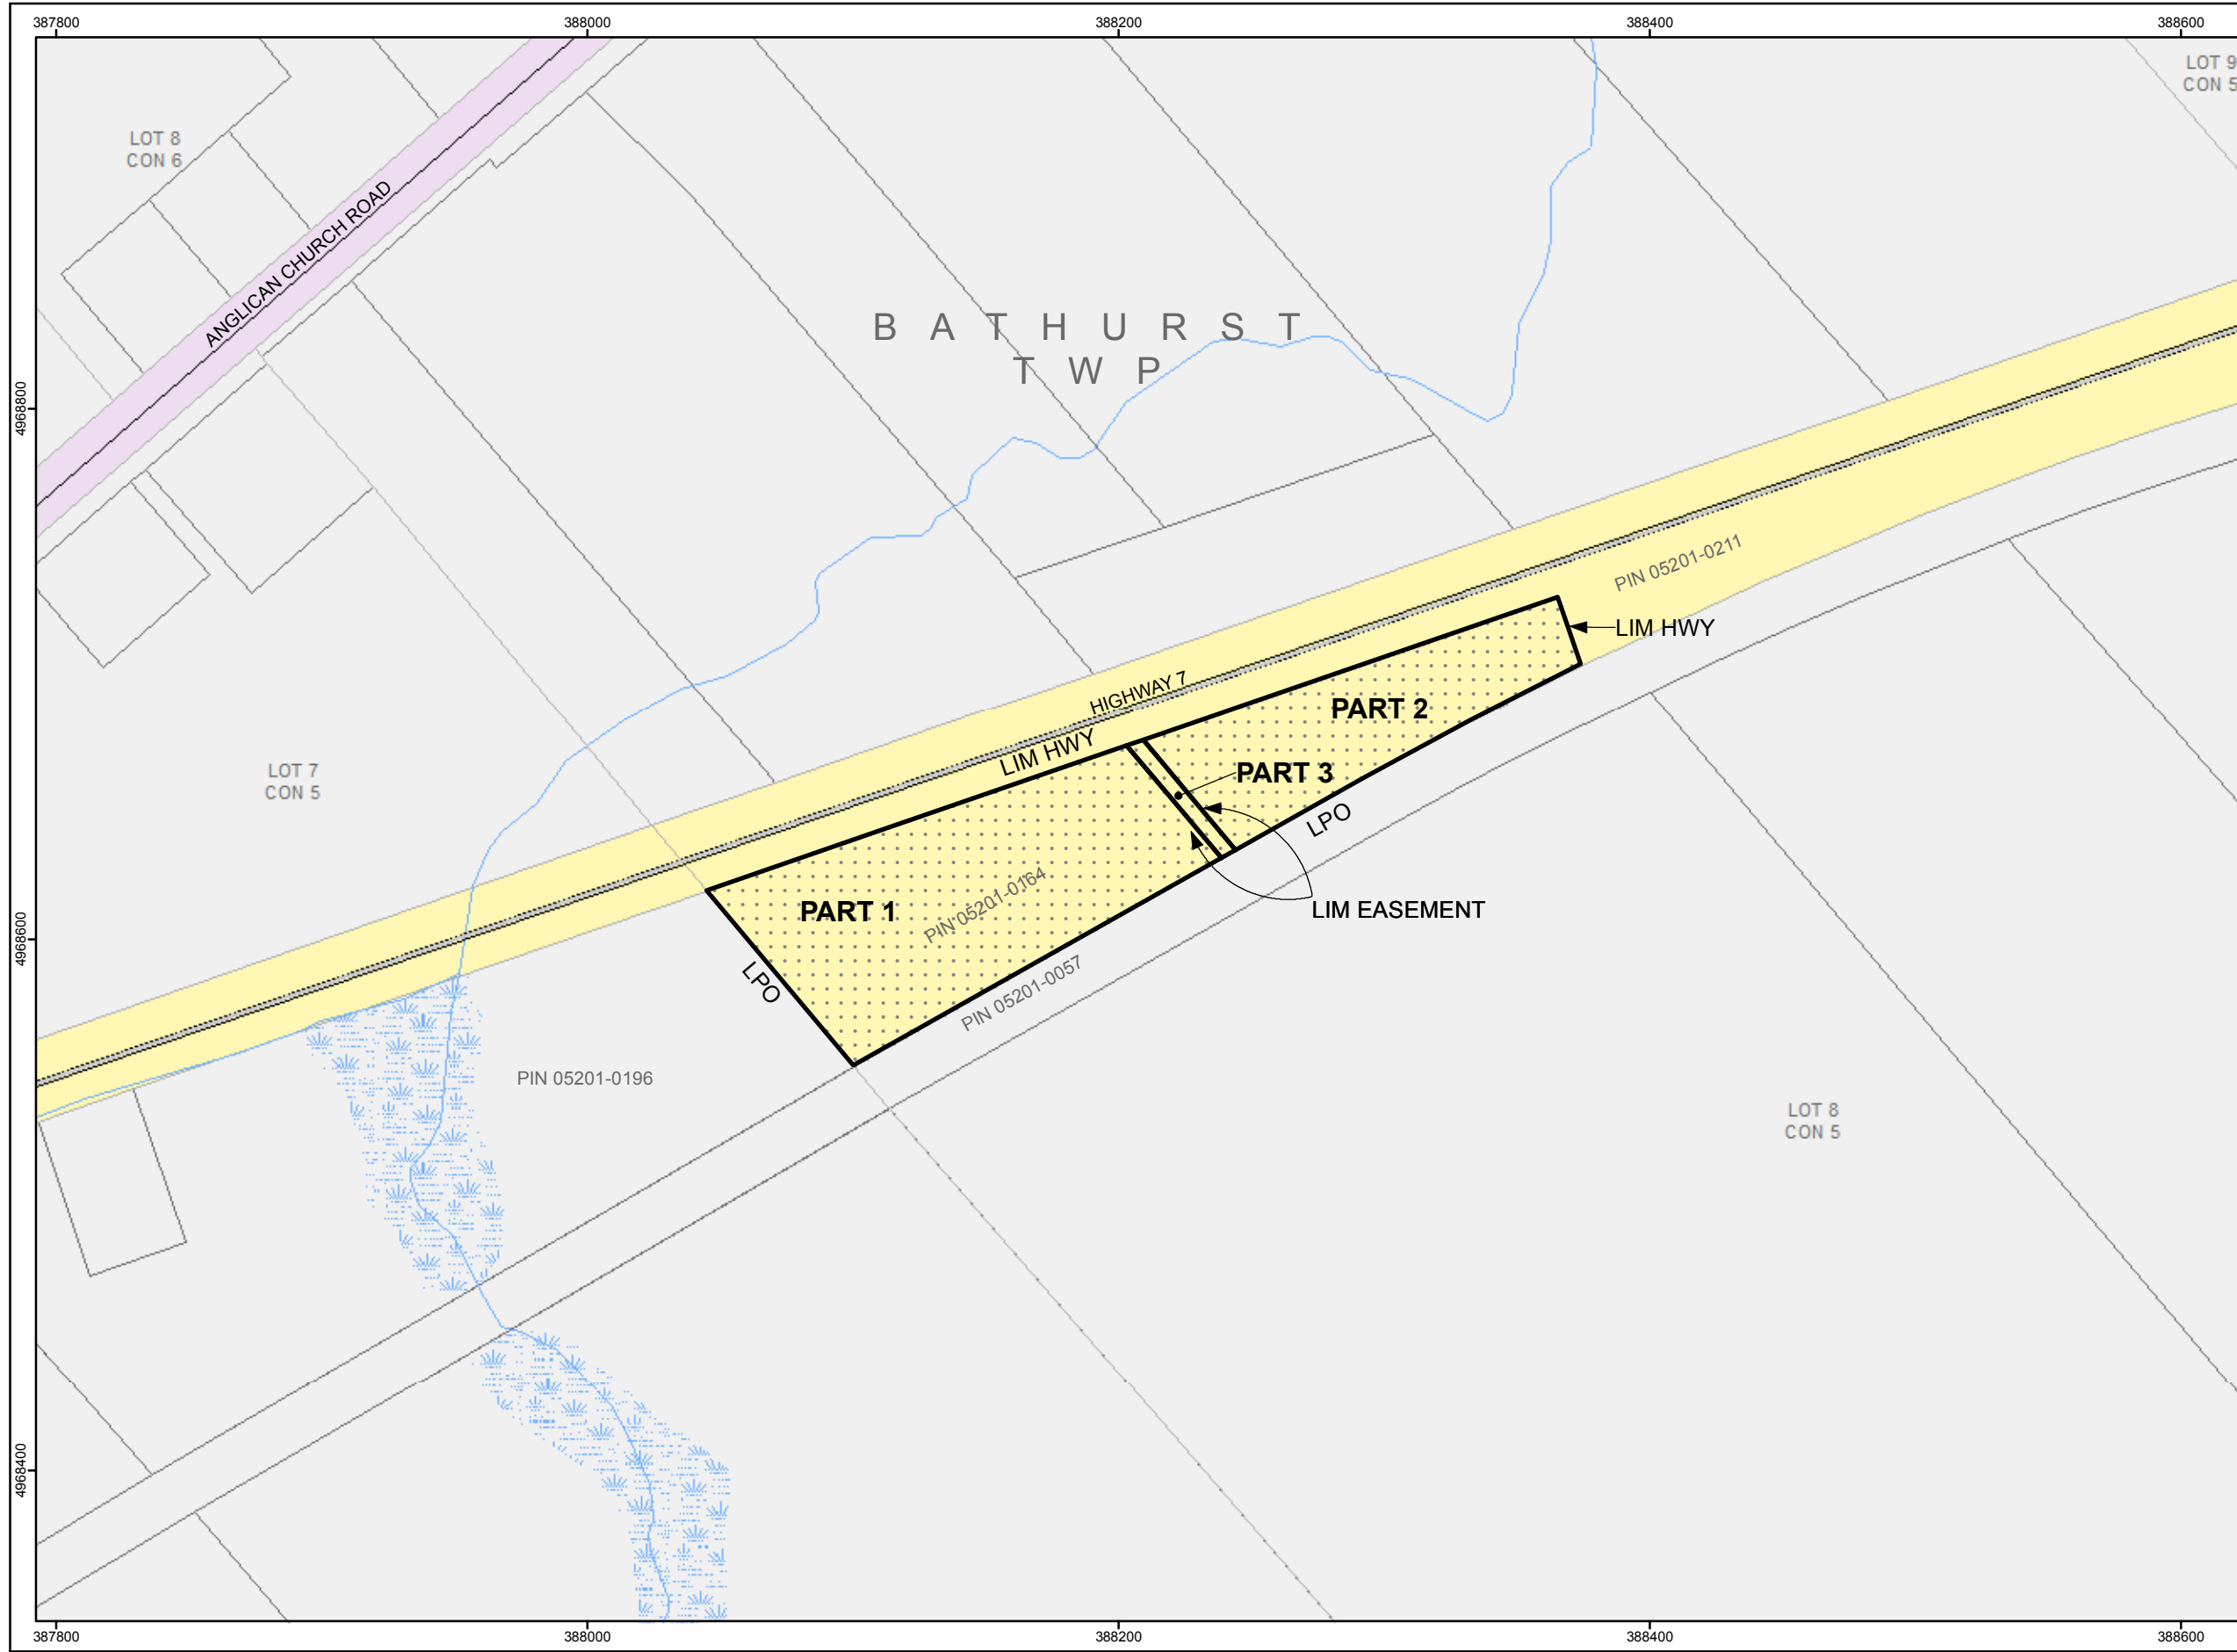 387800
388000
388200
388400
388600
LOT 9
CON 5
LOT 8
CON 6
ANGLICAN CHURCH ROAD
BATHURST
TWP
4968800
PIN 05201-0211
LIM HWY
HIGHWAY 7
PART 2
LIM HWY
PART 3
LOT 7
CON 5
LPO
PIN 05201-0164
PART 1
LIM EASEMENT
4968600
LPO
PIN 05201-0057
PIN 05201-0196
LOT 8
CON 5
4968400
387800
388000
388200
388400
388600